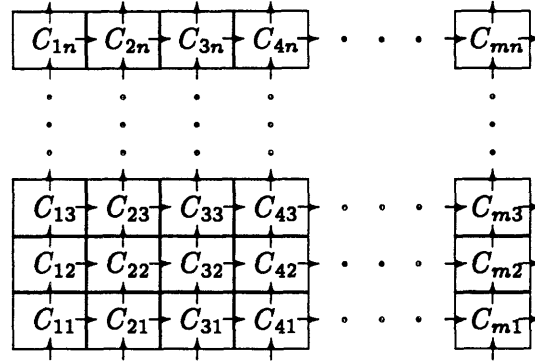 C₁ₙ C₂ₙ C₃ₙ C₄ₙ · · · Cₘₙ
C₁₃ C₂₃ C₃₃ C₄₃ · · · Cₘ₃
C₁₂ C₂₂ C₃₂ C₄₂ · · · Cₘ₂
C₁₁ C₂₁ C₃₁ C₄₁ · · · Cₘ₁